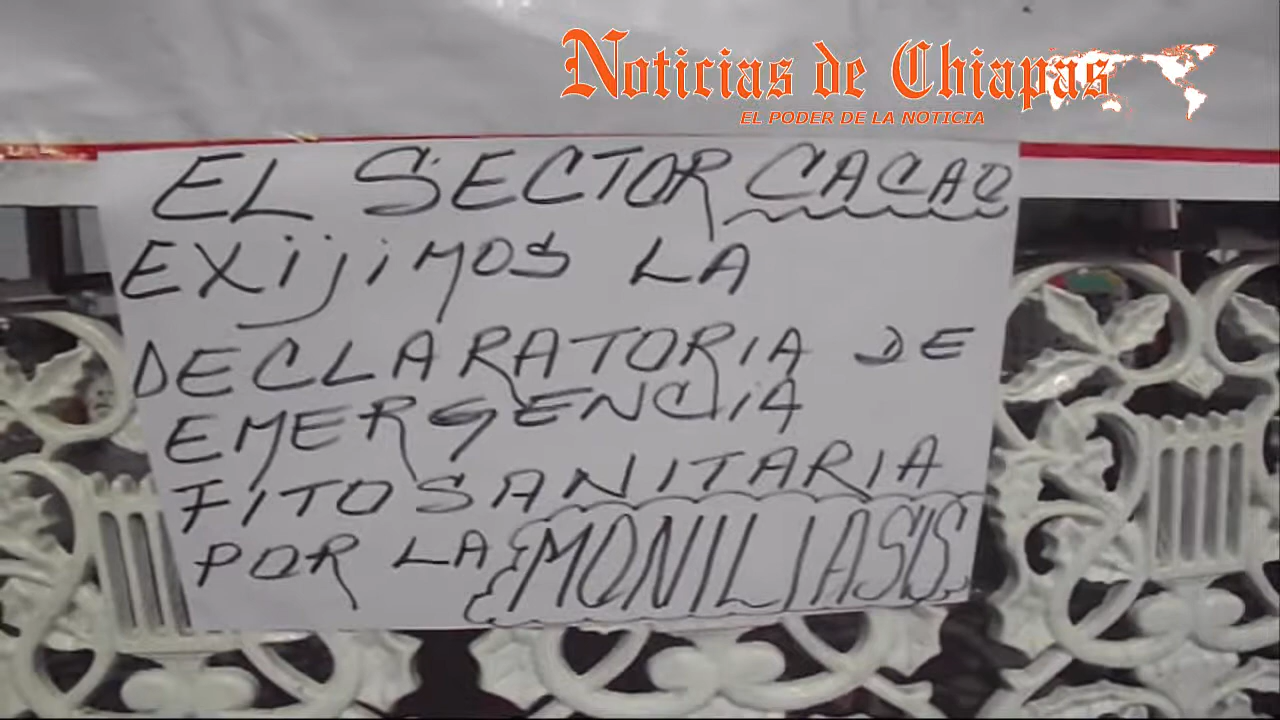 Noticias de Chiapas
EL PODER DE LA NOTICIA
EL SECTOR CACAO
EXijiMOS LA
DECLARATORIA DE
EMERGENCiA
FITOSANITARIA
POR LA MONILIASIS